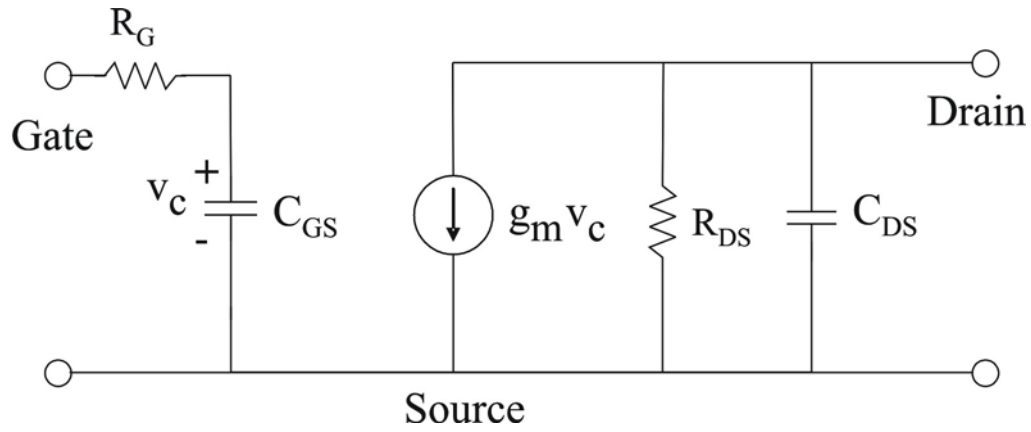 R_G
Gate
Drain
+
v_c
-
C_GS
g_m v_c
R_DS
C_DS
Source